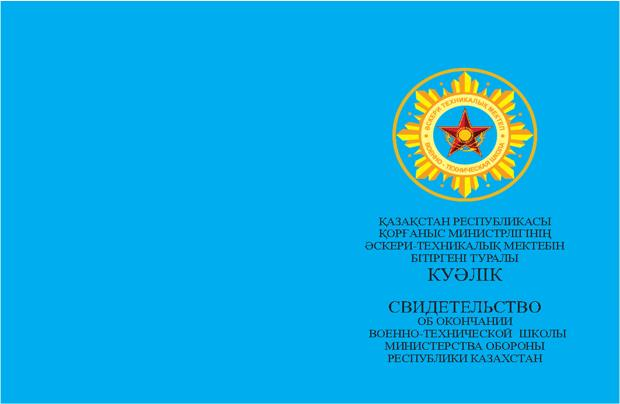 ӘСКЕРИ ТЕХНИКАЛЫҚ МЕКТЕП
ВОЕННО - ТЕХНИЧЕСКАЯ ШКОЛА
ҚАЗАҚСТАН РЕСПУБЛИКАСЫ
ҚОРҒАНЫС МИНИСТРЛІГІНІҢ
ӘСКЕРИ-ТЕХНИКАЛЫҚ МЕКТЕБІН
БІТІРГЕНІ ТУРАЛЫ
КУӘЛІК
СВИДЕТЕЛЬСТВО
ОБ ОКОНЧАНИИ
ВОЕННО-ТЕХНИЧЕСКОЙ ШКОЛЫ
МИНИСТЕРСТВА ОБОРОНЫ
РЕСПУБЛИКИ КАЗАХСТАН